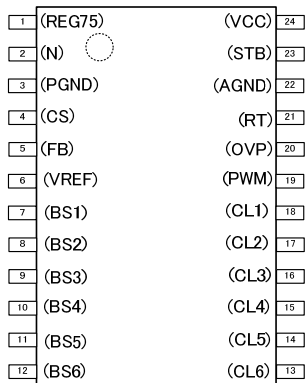 1 (REG75) (VCC) 24
2 (N) (STB) 23
3 (PGND) (AGND) 22
4 (CS) (RT) 21
5 (FB) (OVP) 20
6 (VREF) (PWM) 19
7 (BS1) (CL1) 18
8 (BS2) (CL2) 17
9 (BS3) (CL3) 16
10 (BS4) (CL4) 15
11 (BS5) (CL5) 14
12 (BS6) (CL6) 13